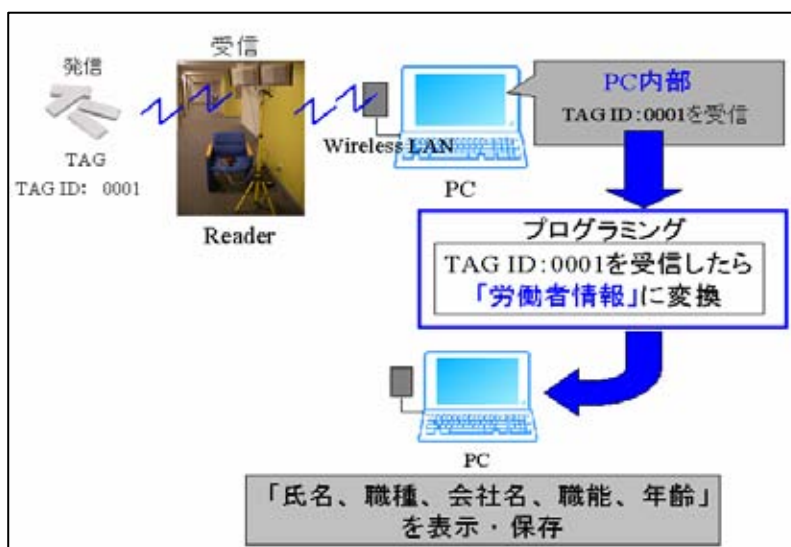 発信
TAG
TAG ID: 0001
受信
Reader
Wireless LAN
PC
PC内部
TAG ID:0001を受信
プログラミング
TAG ID:0001を受信したら
「労働者情報」に変換
PC
「氏名、職種、会社名、職能、年齢」
を表示・保存